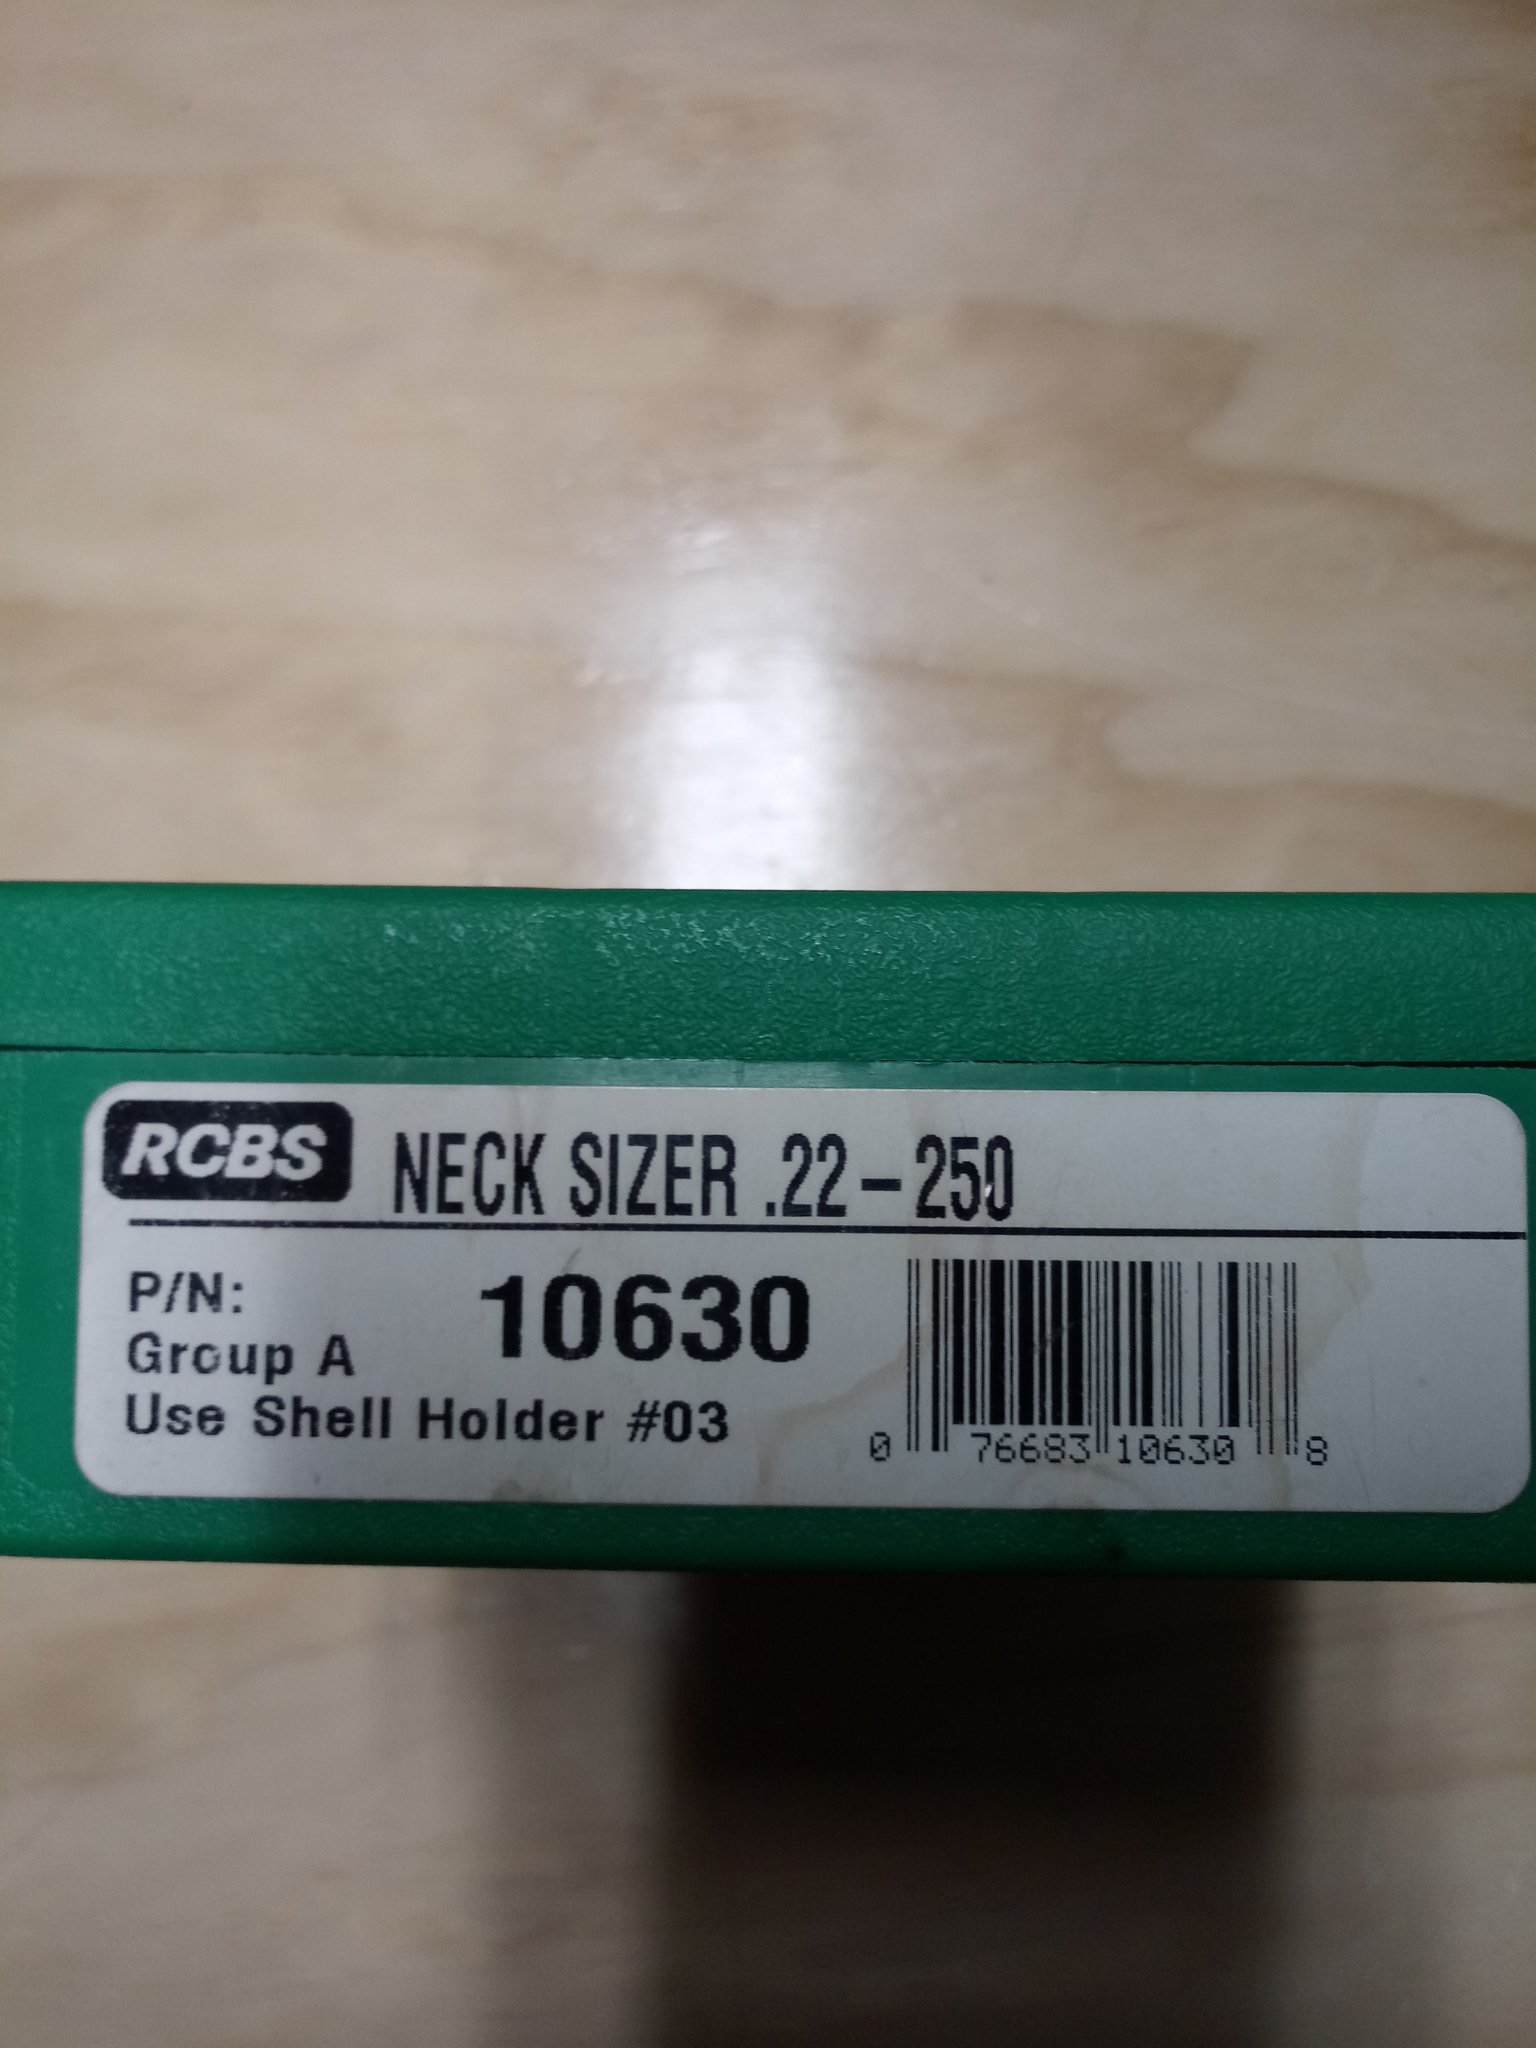 RCBS NECK SIZER .22-250
P/N: 10630
Group A
Use Shell Holder #03
0 76683 10630 8